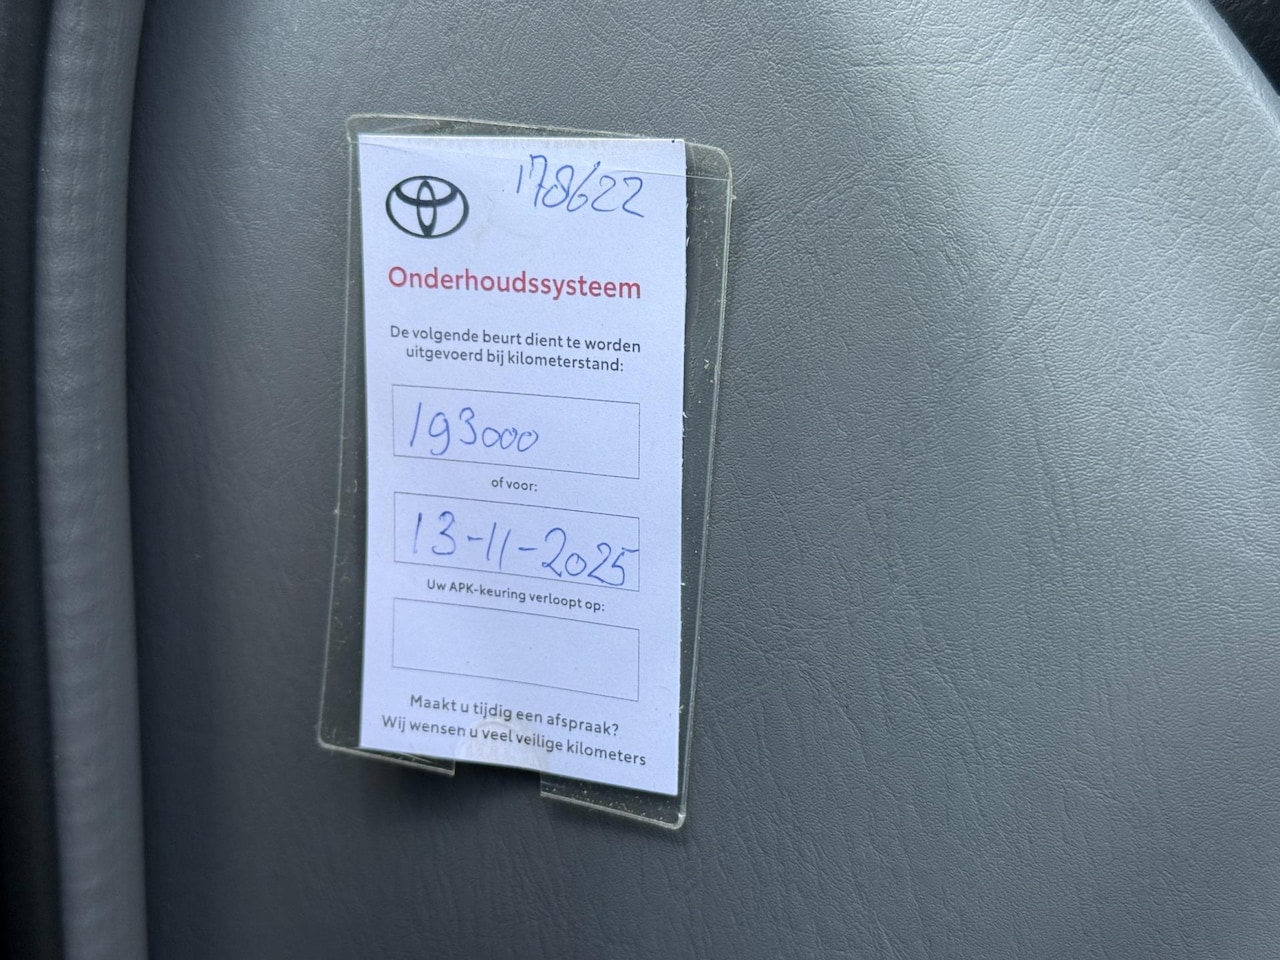 178622
Onderhoudssysteem
De volgende beurt dient te worden
uitgevoerd bij kilometerstand:
193000
of voor:
13-11-2025
Uw APK-keuring verloopt op:
Maakt u tijdig een afspraak?
Wij wensen u veel veilige kilometers